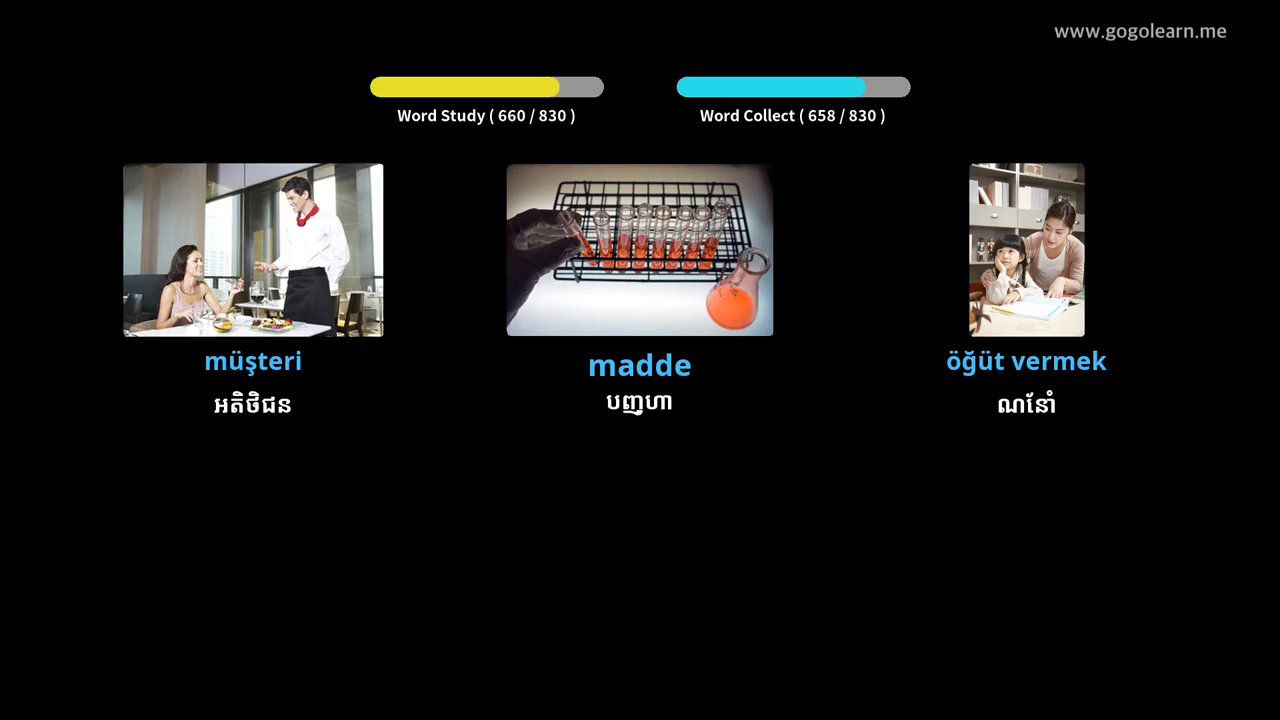 www.gogolearn.me
Word Study ( 660 / 830 )
Word Collect ( 658 / 830 )
müşteri
madde
öğüt vermek
អតិថិជន
បញ្ហា
ណែនាំ